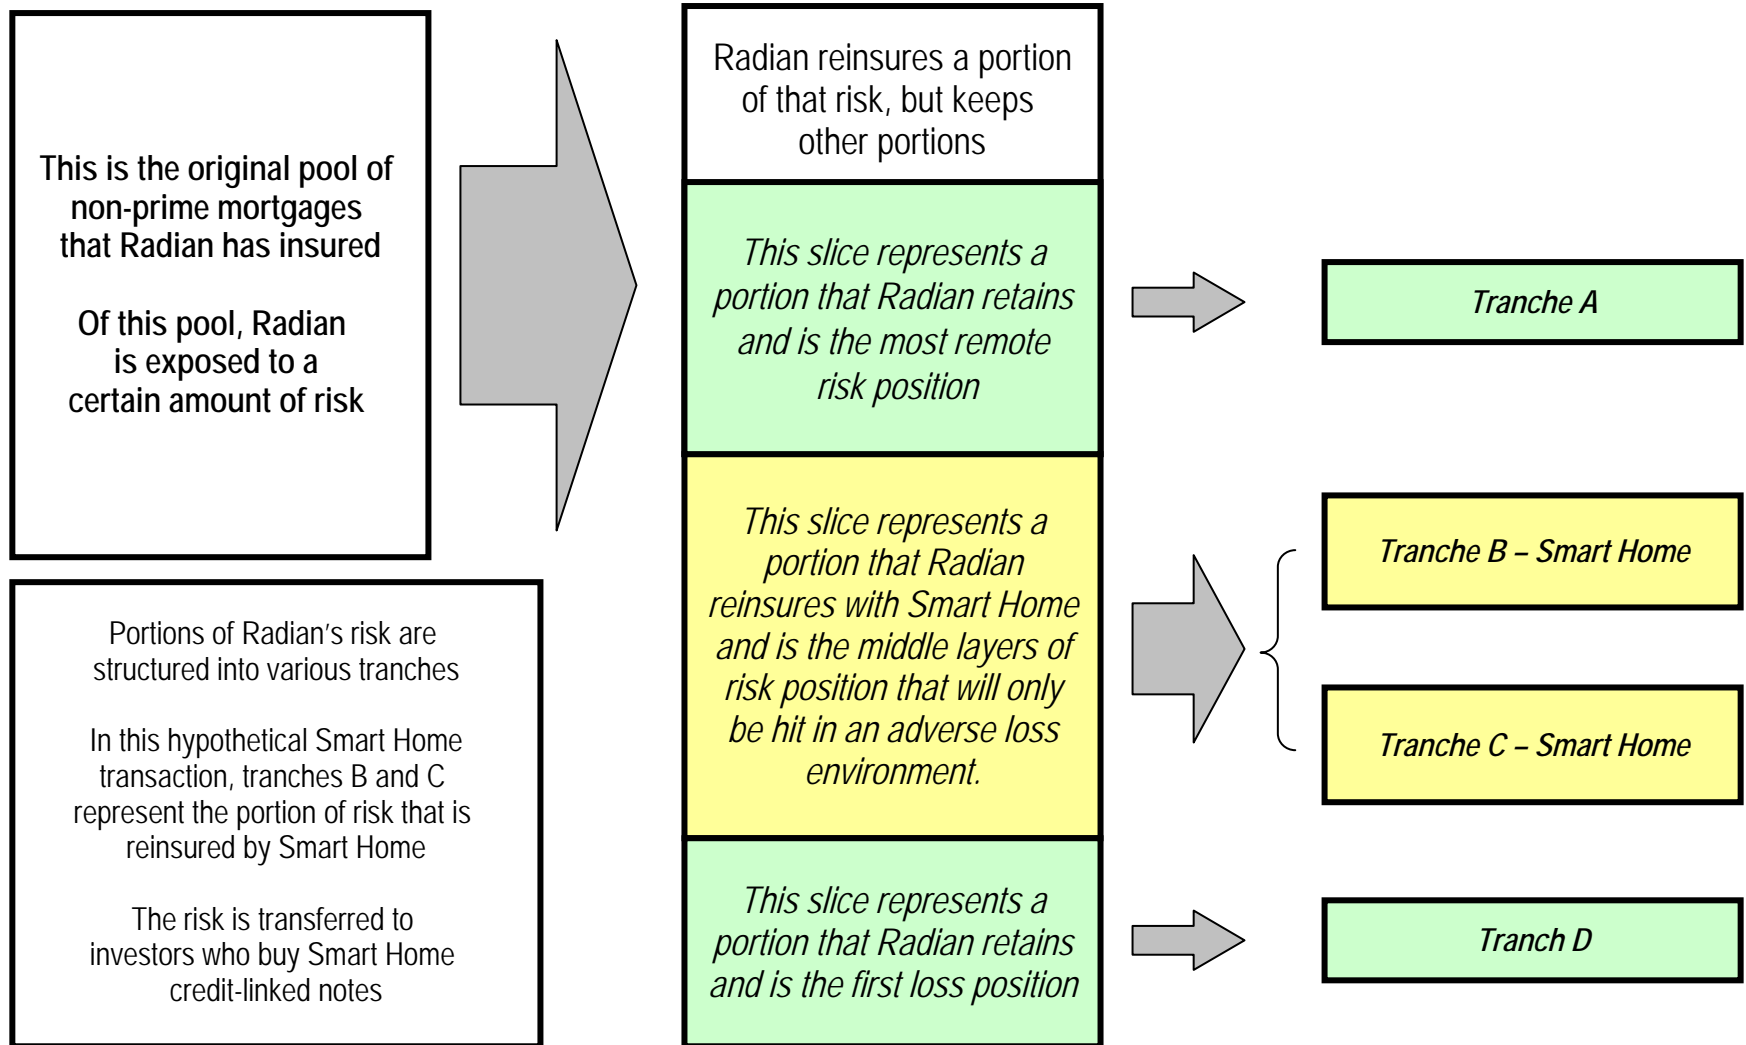 This is the original pool of
non-prime mortgages
that Radian has insured
Of this pool, Radian
is exposed to a
certain amount of risk
Portions of Radian's risk are
structured into various tranches
In this hypothetical Smart Home
transaction, tranches B and C
represent the portion of risk that is
reinsured by Smart Home
The risk is transferred to
investors who buy Smart Home
credit-linked notes
Radian reinsures a portion
of that risk, but keeps
other portions
This slice represents a
portion that Radian retains
and is the most remote
risk position
This slice represents a
portion that Radian
reinsures with Smart Home
and is the middle layers of
risk position that will only
be hit in an adverse loss
environment.
This slice represents a
portion that Radian retains
and is the first loss position
Tranche A
Tranche B – Smart Home
Tranche C – Smart Home
Tranch D